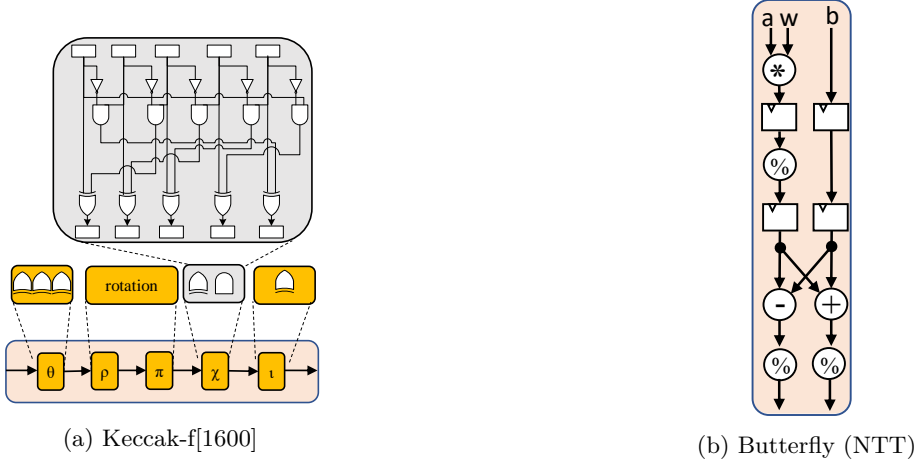 rotation
θ ρ π χ ι
(a) Keccak-f[1600]
a w b
*
%
- +
% %
(b) Butterfly (NTT)